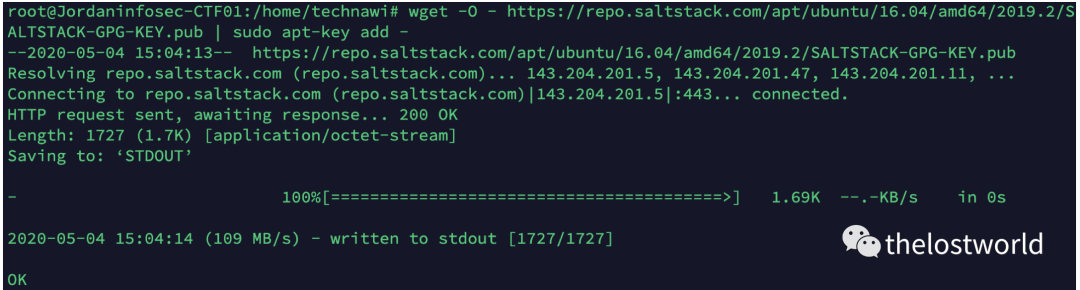 root@Jordaninfosec-CTF01:/home/technawi# wget -O - https://repo.saltstack.com/apt/ubuntu/16.04/amd64/2019.2/S
ALTSTACK-GPG-KEY.pub | sudo apt-key add -
--2020-05-04 15:04:13--  https://repo.saltstack.com/apt/ubuntu/16.04/amd64/2019.2/SALTSTACK-GPG-KEY.pub
Resolving repo.saltstack.com (repo.saltstack.com)... 143.204.201.5, 143.204.201.47, 143.204.201.11, ...
Connecting to repo.saltstack.com (repo.saltstack.com)|143.204.201.5|:443... connected.
HTTP request sent, awaiting response... 200 OK
Length: 1727 (1.7K) [application/octet-stream]
Saving to: ‘STDOUT’
-                           100%[========================================>]   1.69K  --.-KB/s    in 0s
2020-05-04 15:04:14 (109 MB/s) - written to stdout [1727/1727]
thelostworld
OK